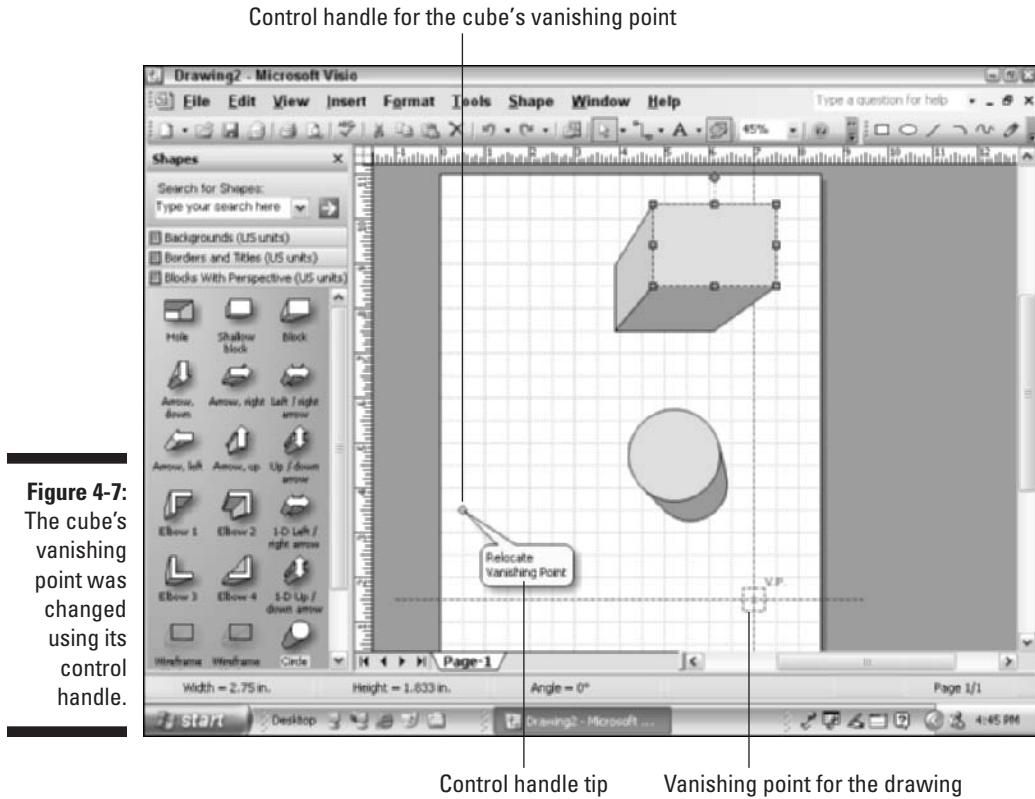 Control handle for the cube's vanishing point
Drawing2 - Microsoft Visio
File Edit View Insert Format Tools Shape Window Help
Type a question for help
45%
Shapes
Search for Shapes:
Type your search here
Backgrounds (US units)
Borders and Titles (US units)
Blocks With Perspective (US units)
Hole
Shallow block
Block
Arrow, down
Arrow, right
Left / right arrow
Arrow, left
Arrow, up
Up / down arrow
Elbow 1
Elbow 2
1-D Left / right arrow
Elbow 3
Elbow 4
1-D Up / down arrow
Wireframe
Wireframe
Circle
Relocate
Vanishing Point
V.P.
Page-1
Width = 2.75 in.
Height = 1.633 in.
Angle = 0°
Page 1/1
start
Desktop
Drawing2 - Microsoft ...
4:45 PM
Figure 4-7:
The cube's
vanishing
point was
changed
using its
control
handle.
Control handle tip
Vanishing point for the drawing